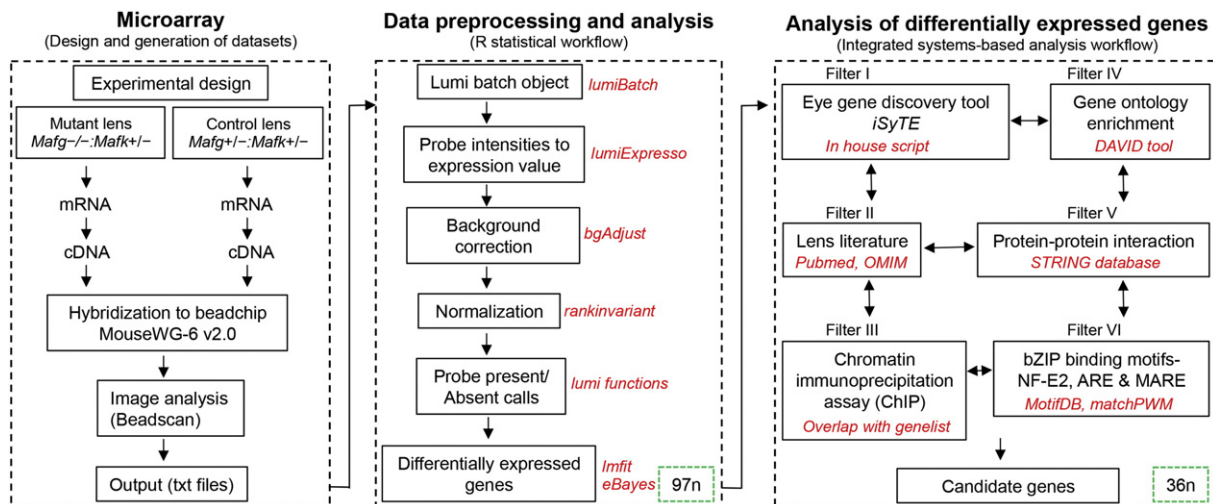 Microarray
(Design and generation of datasets)
Experimental design
Mutant lens
Mafg−/−:Mafk+/−
Control lens
Mafg+/−:Mafk+/−
mRNA
mRNA
cDNA
cDNA
Hybridization to beadchip
MouseWG-6 v2.0
Image analysis
(Beadscan)
Output (txt files)
Data preprocessing and analysis
(R statistical workflow)
Lumi batch object
lumiBatch
Probe intensities to
expression value
lumiExpresso
Background
correction
bgAdjust
Normalization
rankinvariant
Probe present/
Absent calls
lumi functions
Differentially expressed
genes
lmfit
eBayes
97n
Analysis of differentially expressed genes
(Integrated systems-based analysis workflow)
Filter I
Eye gene discovery tool
iSyTE
In house script
Filter IV
Gene ontology
enrichment
DAVID tool
Filter II
Lens literature
Pubmed, OMIM
Filter V
Protein-protein interaction
STRING database
Filter III
Chromatin
immunoprecipitation
assay (ChIP)
Overlap with genelist
Filter VI
bZIP binding motifs-
NF-E2, ARE & MARE
MotifDB, matchPWM
Candidate genes
36n